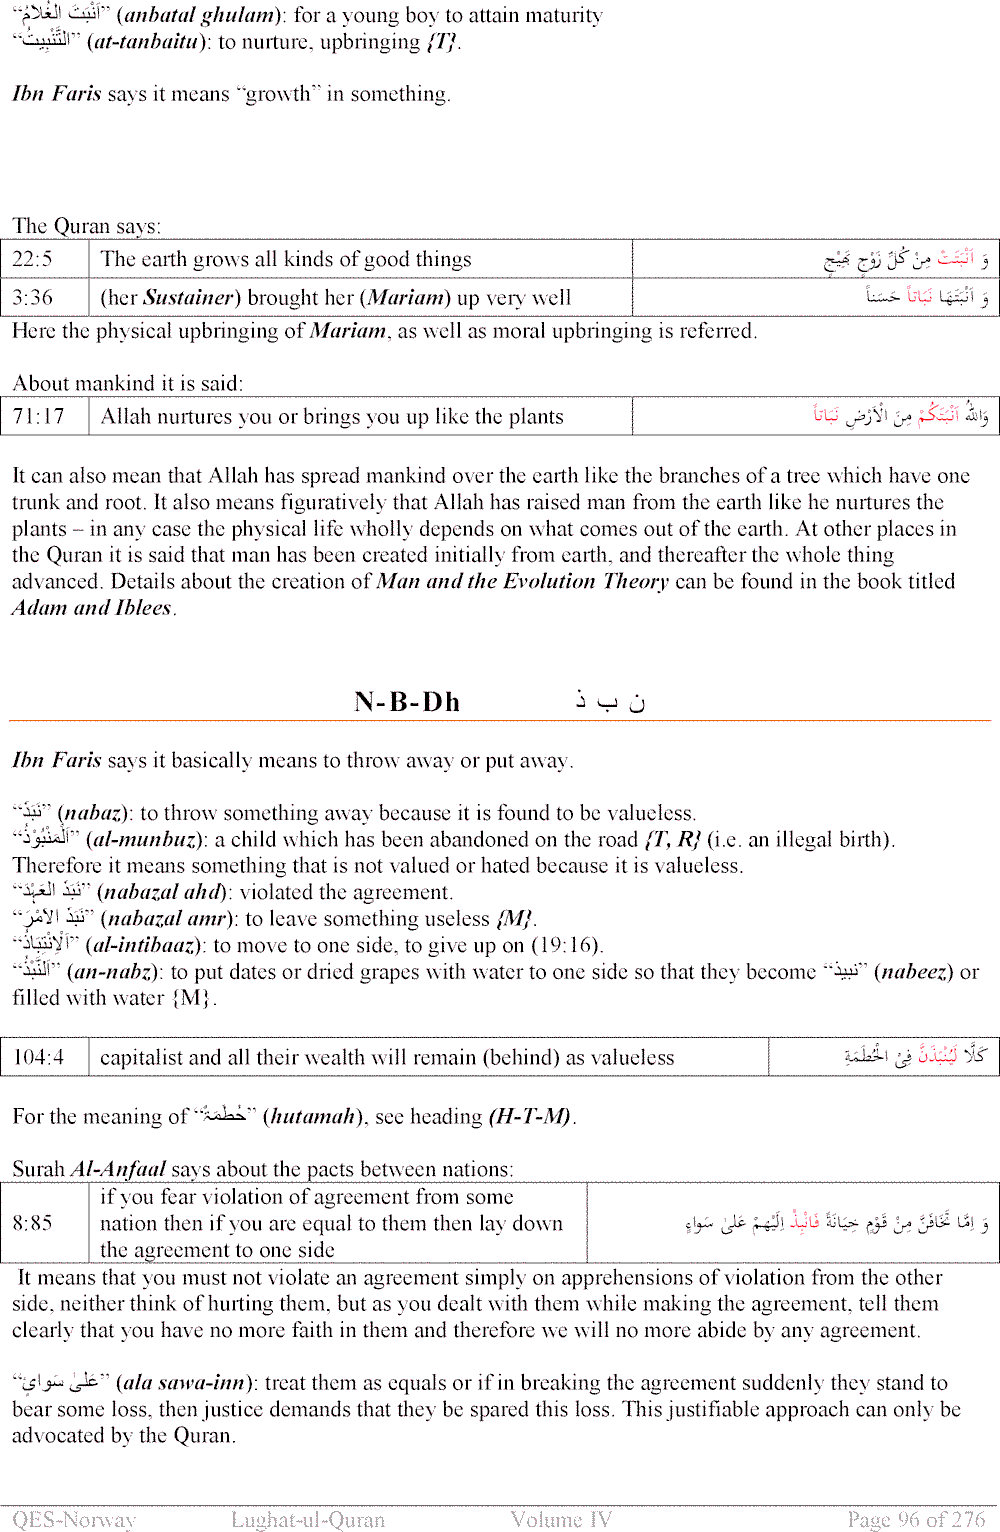 “اَنْبَتَ الْغُلَامُ” (anbatal ghulam): for a young boy to attain maturity
“اَلتَّنْبِيتُ” (at-tanbaitu): to nurture, upbringing {T}.
Ibn Faris says it means “growth” in something.
The Quran says:
22:5 The earth grows all kinds of good things وَ اَنْبَتَتْ مِنْ كُلِّ زَوْجٍ بَهِيْجٍ
3:36 (her Sustainer) brought her (Mariam) up very well وَ اَنْبَتَهَا نَبَاتاً حَسَناً
Here the physical upbringing of Mariam, as well as moral upbringing is referred.
About mankind it is said:
71:17 Allah nurtures you or brings you up like the plants وَاللهُ اَنْبَتَكُمْ مِنَ الْاَرْضِ نَبَاتاً
It can also mean that Allah has spread mankind over the earth like the branches of a tree which have one
trunk and root. It also means figuratively that Allah has raised man from the earth like he nurtures the
plants – in any case the physical life wholly depends on what comes out of the earth. At other places in
the Quran it is said that man has been created initially from earth, and thereafter the whole thing
advanced. Details about the creation of Man and the Evolution Theory can be found in the book titled
Adam and Iblees.
N-B-Dh ن ب ذ
Ibn Faris says it basically means to throw away or put away.
“نَبَذَ” (nabaz): to throw something away because it is found to be valueless.
“اَلْمَنْبُوْذُ” (al-munbuz): a child which has been abandoned on the road {T, R} (i.e. an illegal birth).
Therefore it means something that is not valued or hated because it is valueless.
“نَبَذَ الْعَہْدَ” (nabazal ahd): violated the agreement.
“نَبَذَ الْاَمْرَ” (nabazal amr): to leave something useless {M}.
“اَلْاِنْتِبَاذُ” (al-intibaaz): to move to one side, to give up on (19:16).
“اَلنَّبْذُ” (an-nabz): to put dates or dried grapes with water to one side so that they become “نبیذ” (nabeez) or
filled with water {M}.
104:4 capitalist and all their wealth will remain (behind) as valueless كَلَّا لَيُنْبَذَنَّ فِىْ الْحُطَمَةِ
For the meaning of “حُطَمَۃٌ” (hutamah), see heading (H-T-M).
Surah Al-Anfaal says about the pacts between nations:
if you fear violation of agreement from some
8:85 nation then if you are equal to them then lay down وَ اِمَّا تَخَافَنَّ مِنْ قَوْمٍ خِيَانَةً فَانْبِذْ اِلَيْهِمْ عَلىٰ سَواءٍ
the agreement to one side
It means that you must not violate an agreement simply on apprehensions of violation from the other
side, neither think of hurting them, but as you dealt with them while making the agreement, tell them
clearly that you have no more faith in them and therefore we will no more abide by any agreement.
“عَلىٰ سَوائٍ” (ala sawa-inn): treat them as equals or if in breaking the agreement suddenly they stand to
bear some loss, then justice demands that they be spared this loss. This justifiable approach can only be
advocated by the Quran.
QES-Norway Lughat-ul-Quran Volume IV Page 96 of 276